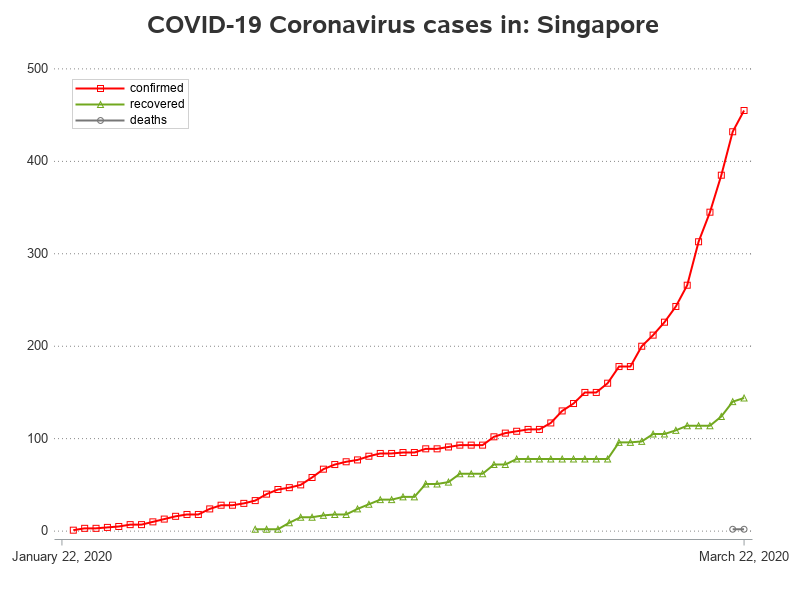 COVID-19 Coronavirus cases in: Singapore
500
confirmed
recovered
deaths
400
300
200
100
0
January 22, 2020
March 22, 2020